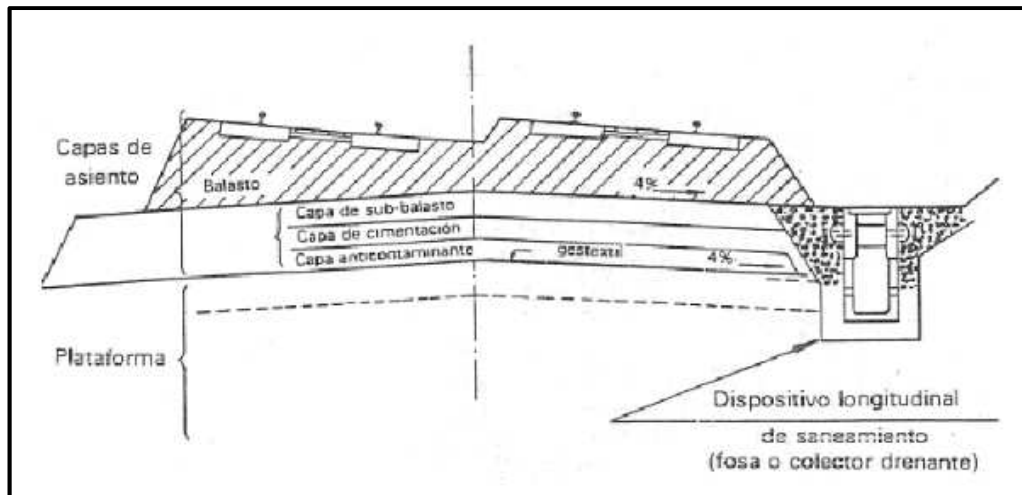 Capas de
asiento
Balasto
4%
Capa de sub-balasto
Capa de cimentación
Capa anticontaminante
geotextil
4%
Plataforma
Dispositivo longitudinal
de saneamiento
(fosa o colector drenante)